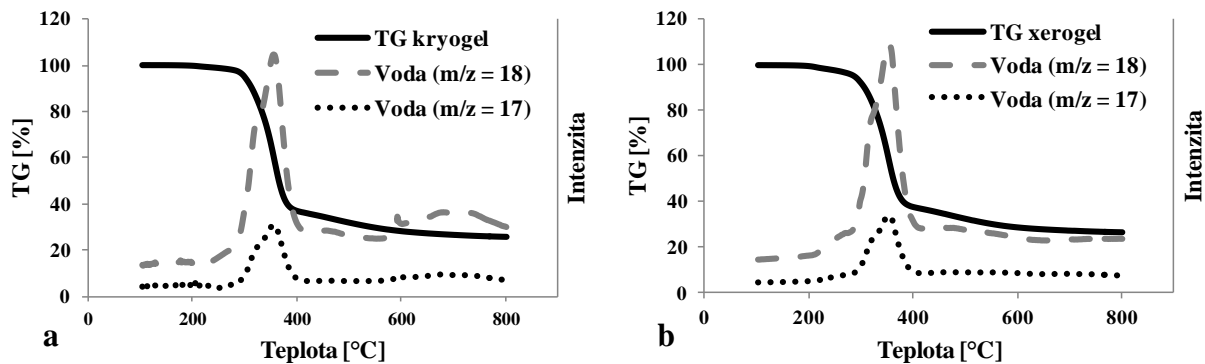 120
100
80
60
40
20
0
TG [%]
TG kryogel
Voda (m/z = 18)
Voda (m/z = 17)
Intenzita
0
200
400
600
800
Teplota [°C]
a
120
100
80
60
40
20
0
TG [%]
TG xerogel
Voda (m/z = 18)
Voda (m/z = 17)
Intenzita
0
200
400
600
800
Teplota [°C]
b